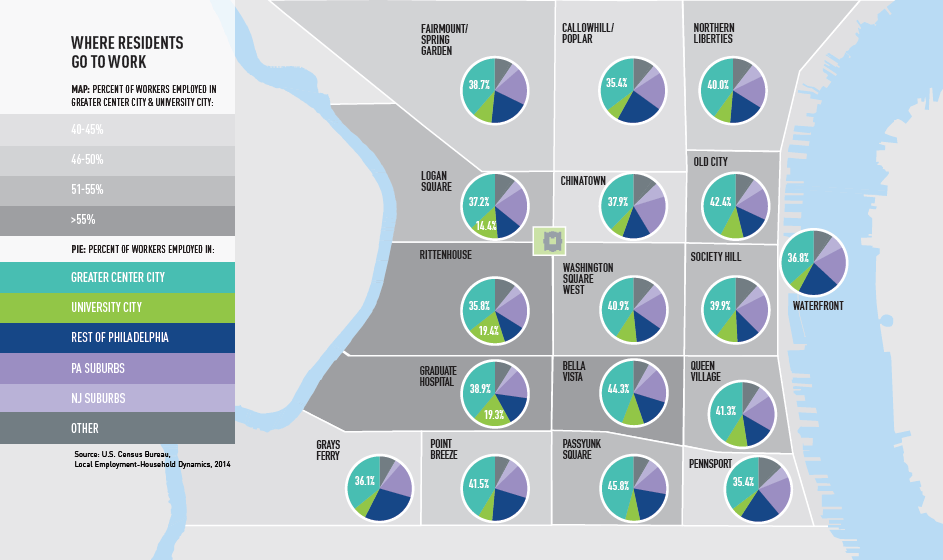 WHERE RESIDENTS
GO TO WORK
MAP: PERCENT OF WORKERS EMPLOYED IN
GREATER CENTER CITY & UNIVERSITY CITY:
40-45%
46-50%
51-55%
>55%
PIE: PERCENT OF WORKERS EMPLOYED IN:
GREATER CENTER CITY
UNIVERSITY CITY
REST OF PHILADELPHIA
PA SUBURBS
NJ SUBURBS
OTHER
Source: U.S. Census Bureau,
Local Employment-Household Dynamics, 2014
FAIRMOUNT/
SPRING
GARDEN
38.7%
CALLOWHILL/
POPLAR
35.4%
NORTHERN
LIBERTIES
40.0%
LOGAN
SQUARE
37.2%
14.4%
CHINATOWN
37.9%
OLD CITY
42.4%
RITTENHOUSE
35.8%
19.4%
WASHINGTON
SQUARE
WEST
40.9%
SOCIETY HILL
39.9%
36.8%
WATERFRONT
GRADUATE
HOSPITAL
38.9%
19.3%
BELLA
VISTA
44.3%
QUEEN
VILLAGE
41.3%
GRAYS
FERRY
36.1%
POINT
BREEZE
41.5%
PASSYUNK
SQUARE
45.8%
PENNSPORT
35.4%